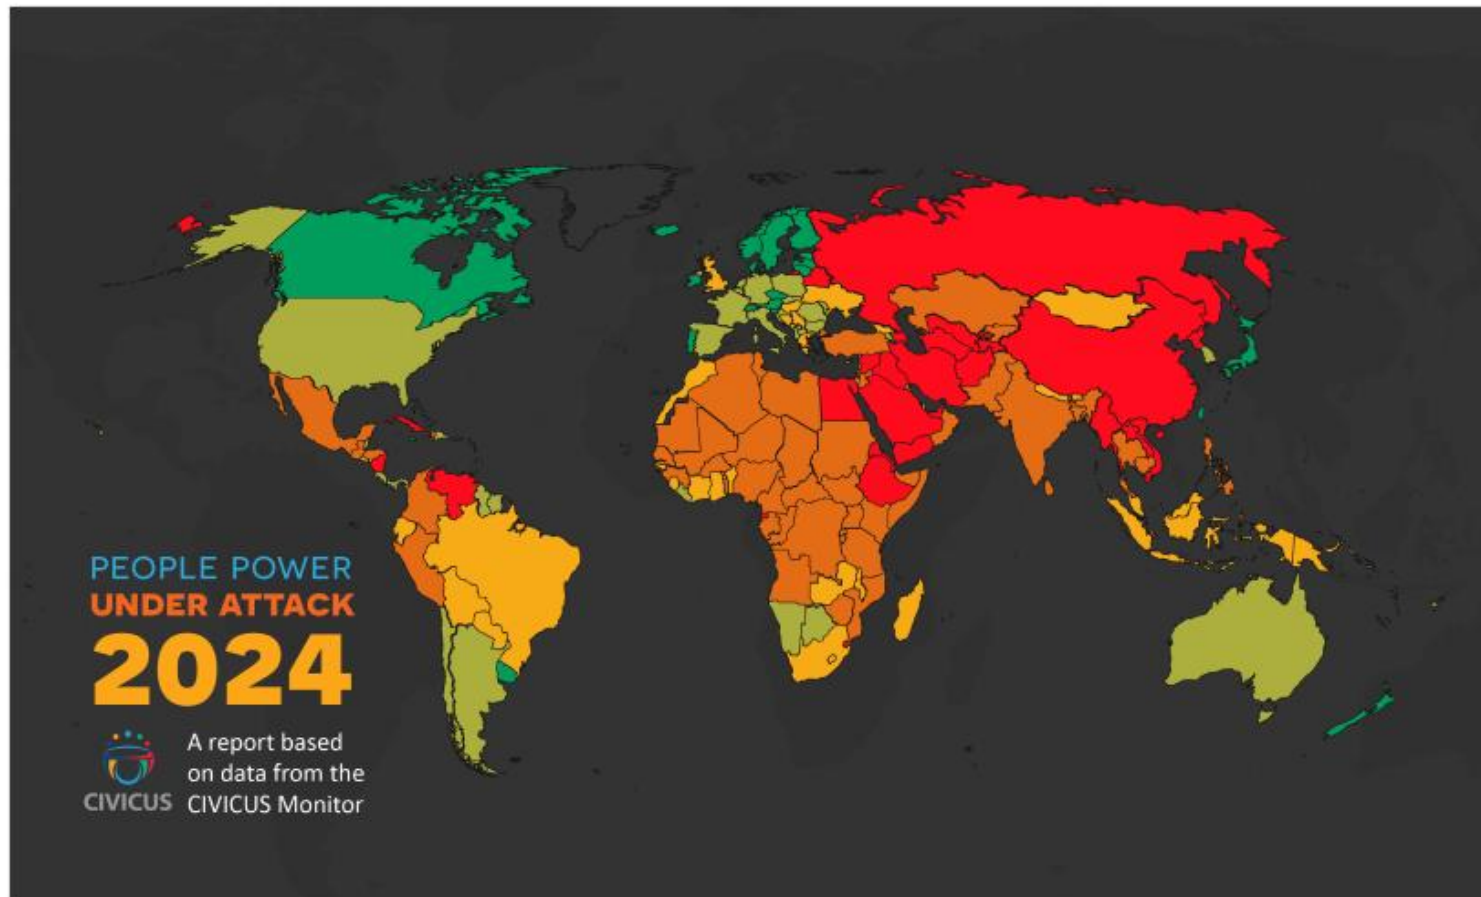 PEOPLE POWER
UNDER ATTACK
2024
CIVICUS
A report based
on data from the
CIVICUS Monitor